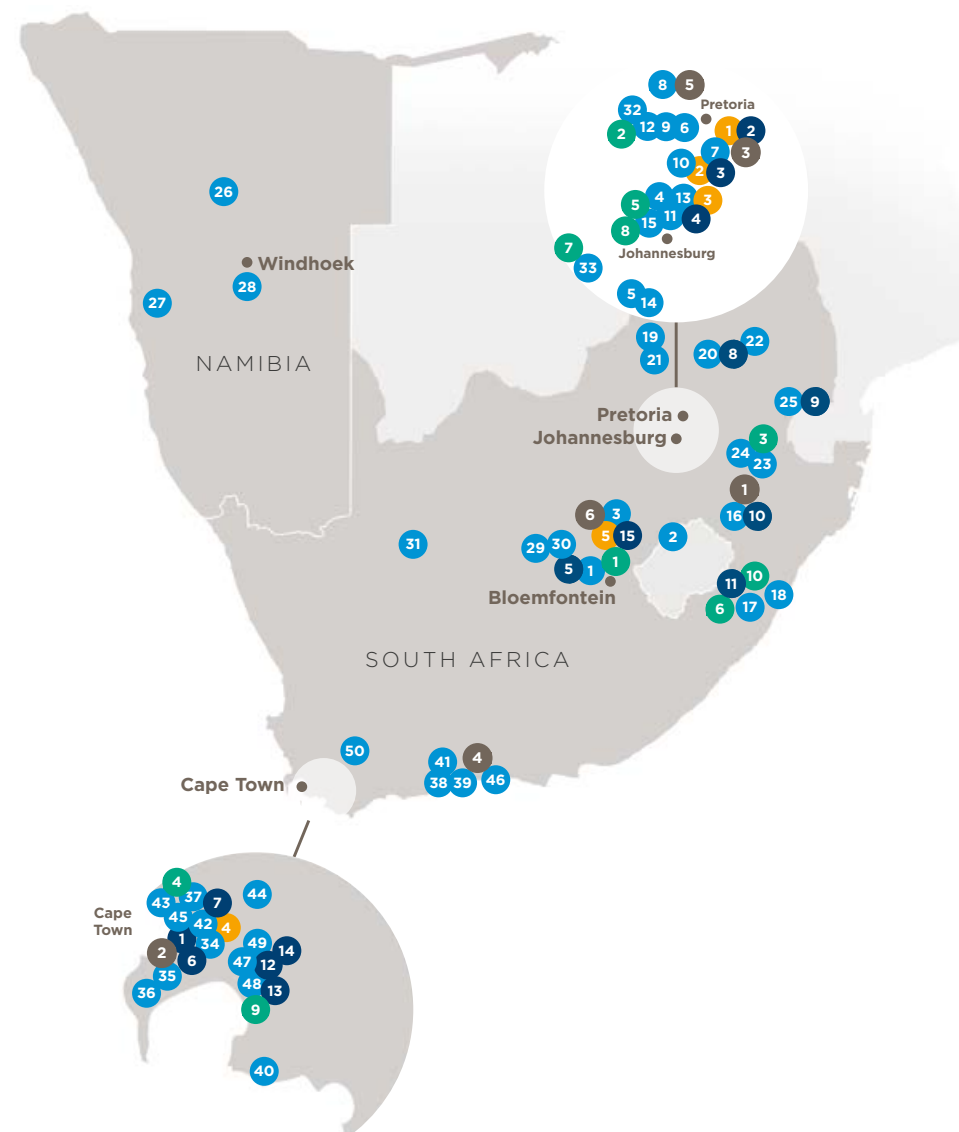 8 5
Pretoria
32
2 12 9 6 1 2
7 3
10 2 3
5 4 13 3
8 15 11 4
Johannesburg
7
33
5 14
26
Windhoek
28
27
NAMIBIA
19
21
20 8 22
25 9
Pretoria
Johannesburg
3
24
23
1
16 10
6 3
5 15
2
31
29 30
5 1 1
Bloemfontein
11 10
6 17 18
SOUTH AFRICA
50
41 4
38 39 46
Cape Town
4
43 37 7 44
Cape
Town
45 42 4
1 34 49
2 6 47 12 14
35
36 48 13
9
40